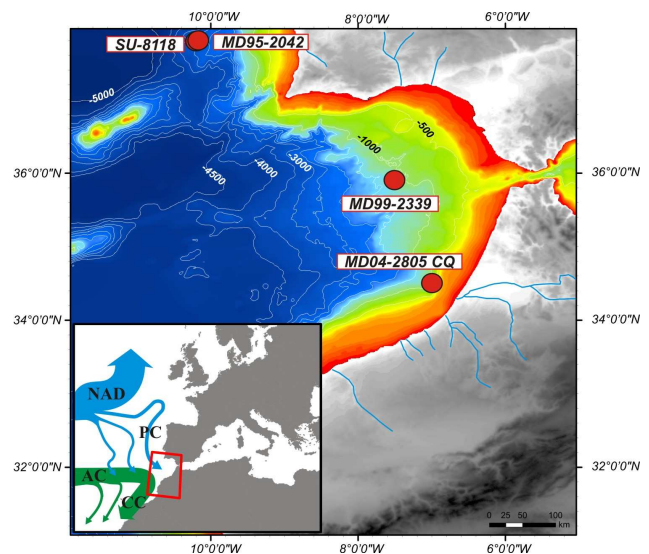 10°0'0"W 8°0'0"W 6°0'0"W
SU-8118 MD95-2042
-5000
-500
-1000
-3000
-4000
-4500
36°0'0"N 36°0'0"N
MD99-2339
MD04-2805 CQ
34°0'0"N 34°0'0"N
NAD
PC
32°0'0"N 32°0'0"N
AC
CC
0 25 50 100
km
10°0'0"W 8°0'0"W 6°0'0"W